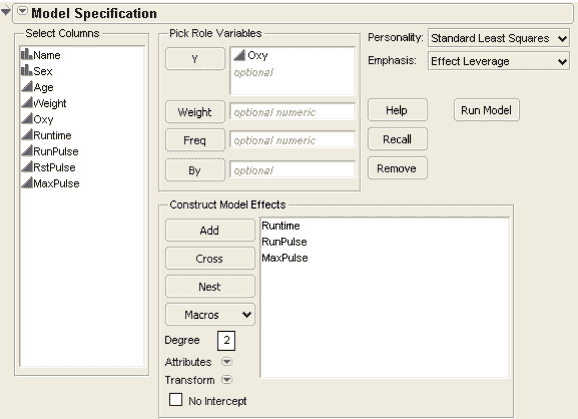 Model Specification
Select Columns
Name
Sex
Age
Weight
Oxy
Runtime
RunPulse
RstPulse
MaxPulse
Pick Role Variables
Y
Oxy
optional
Weight
optional numeric
Freq
optional numeric
By
optional
Personality:
Standard Least Squares
Emphasis:
Effect Leverage
Help
Run Model
Recall
Remove
Construct Model Effects
Add
Cross
Nest
Macros
Degree
2
Attributes
Transform
No Intercept
Runtime
RunPulse
MaxPulse